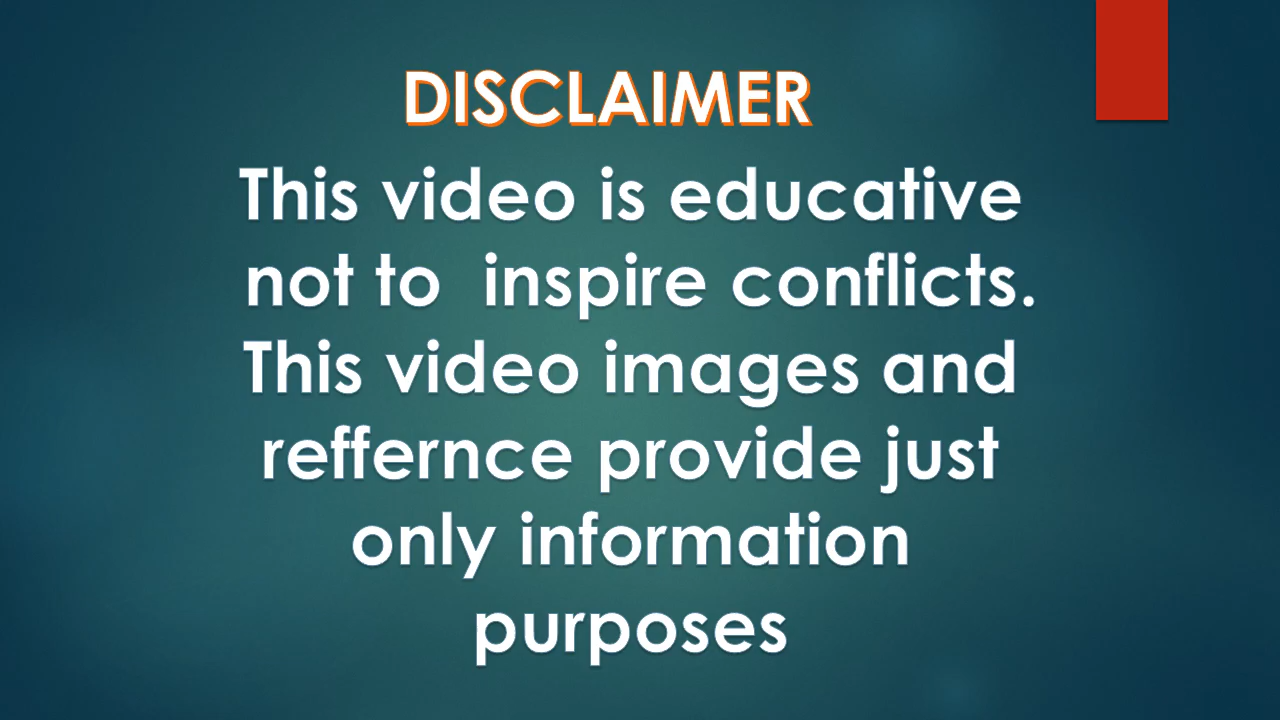 DISCLAIMER
This video is educative
not to  inspire conflicts.
This video images and
reffernce provide just
only information
purposes